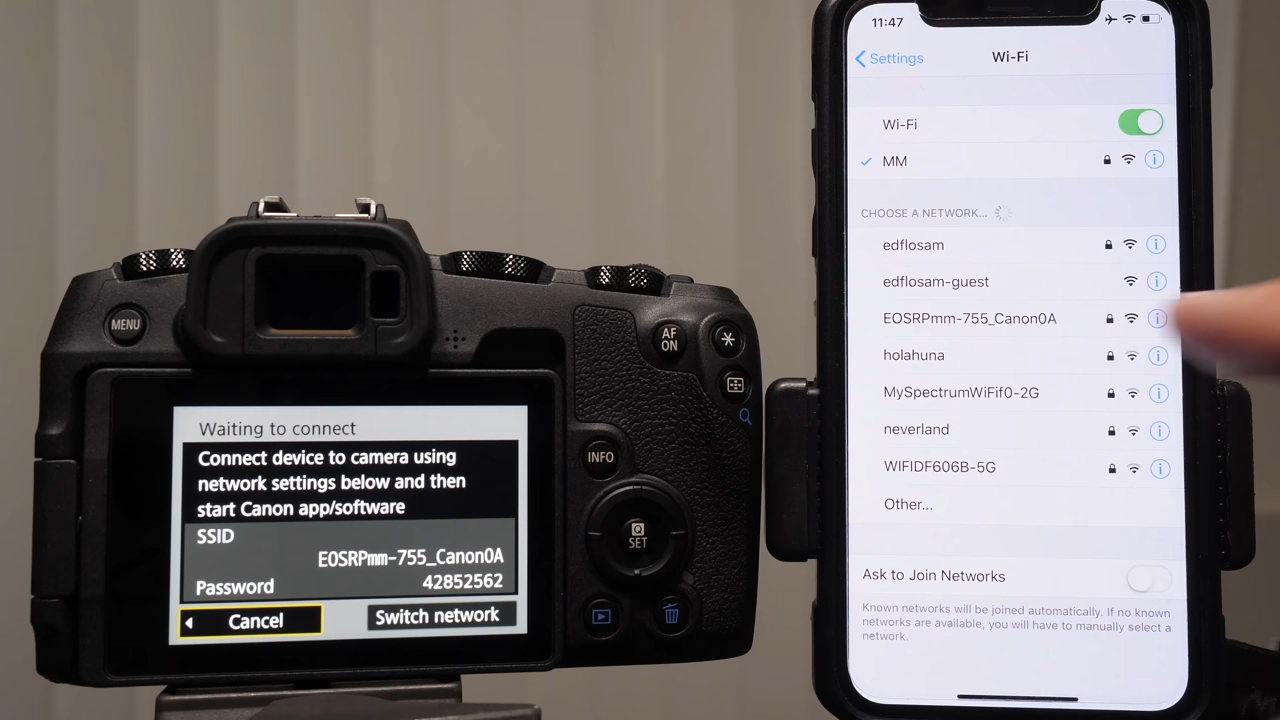 MENU
AF
ON
INFO
Q
SET
Waiting to connect
Connect device to camera using
network settings below and then
start Canon app/software
SSID
EOSRPmm-755_Canon0A
Password 42852562
Cancel
Switch network
11:47
Settings
Wi-Fi
Wi-Fi
MM
CHOOSE A NETWORK...
edflosam
edflosam-guest
EOSRPmm-755_Canon0A
holahuna
MySpectrumWiFif0-2G
neverland
WIFIDF606B-5G
Other...
Ask to Join Networks
Known networks will be joined automatically. If no known
networks are available, you will have to manually select a
network.